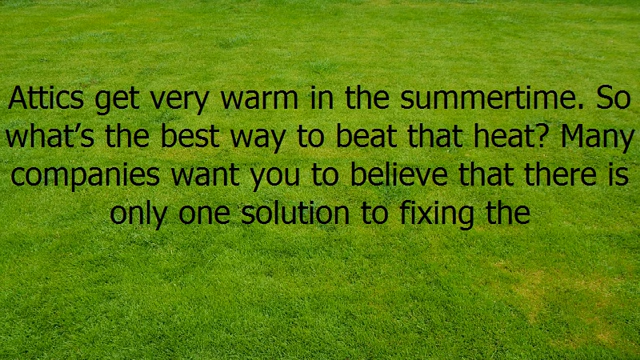 Attics get very warm in the summertime. So
what’s the best way to beat that heat? Many
companies want you to believe that there is
only one solution to fixing the